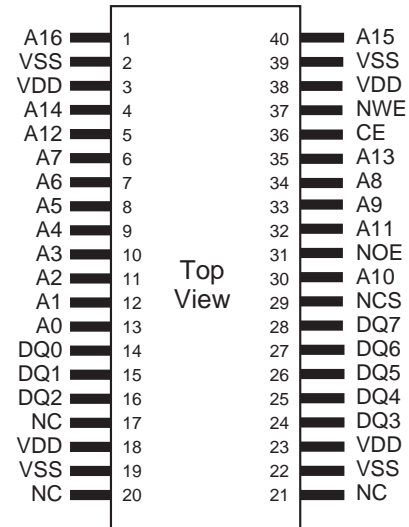 A16 1 40 A15
VSS 2 39 VSS
VDD 3 38 VDD
A14 4 37 NWE
A12 5 36 CE
A7 6 35 A13
A6 7 34 A8
A5 8 33 A9
A4 9 32 A11
A3 10 31 NOE
A2 11 30 A10
A1 12 29 NCS
A0 13 28 DQ7
DQ0 14 27 DQ6
DQ1 15 26 DQ5
DQ2 16 25 DQ4
NC 17 24 DQ3
VDD 18 23 VDD
VSS 19 22 VSS
NC 20 21 NC
Top
View